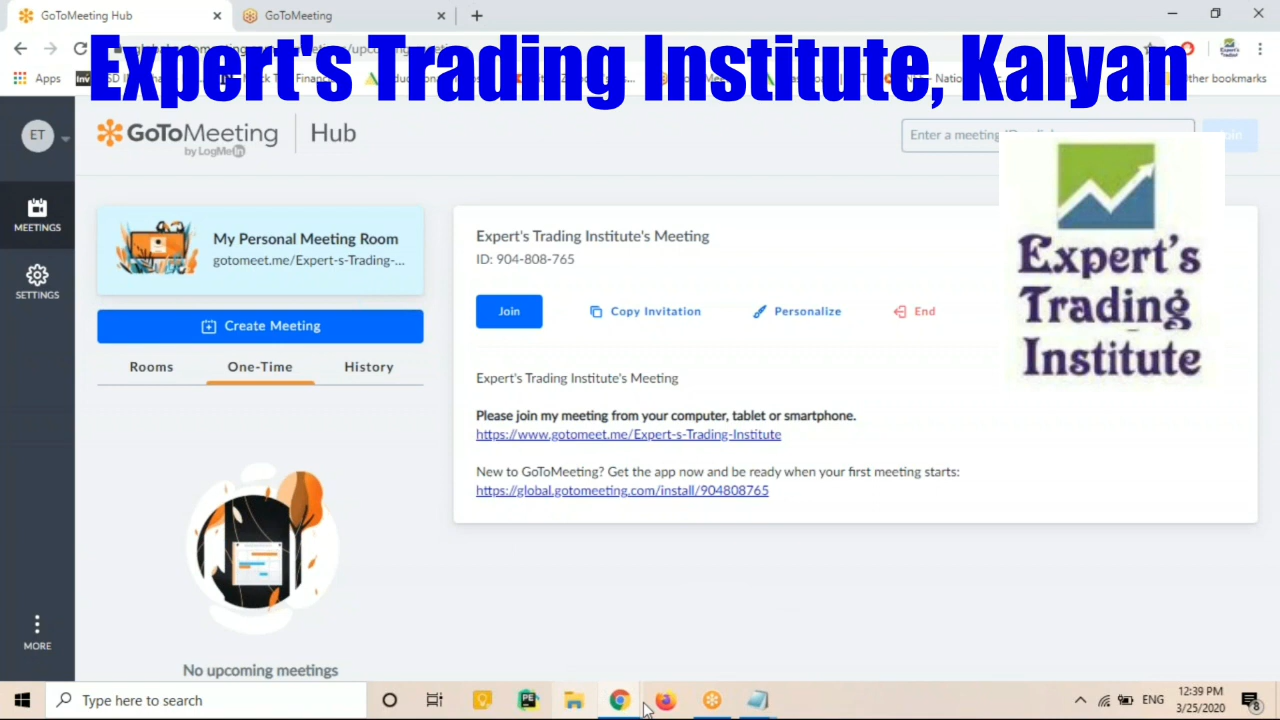 GoToMeeting Hub
GoToMeeting
Expert's Trading Institute, Kalyan
Apps
Other bookmarks
ET
GoToMeeting
by LogMeIn
Hub
Enter a meeting
Join
MEETINGS
SETTINGS
MORE
My Personal Meeting Room
gotomeet.me/Expert-s-Trading-...
Create Meeting
Rooms
One-Time
History
No upcoming meetings
Expert's Trading Institute's Meeting
ID: 904-808-765
Join
Copy Invitation
Personalize
End
Expert's Trading Institute's Meeting
Please join my meeting from your computer, tablet or smartphone.
https://www.gotomeet.me/Expert-s-Trading-Institute
New to GoToMeeting? Get the app now and be ready when your first meeting starts:
https://global.gotomeeting.com/install/904808765
Expert's
Trading
Institute
Type here to search
ENG
12:39 PM
3/25/2020
8